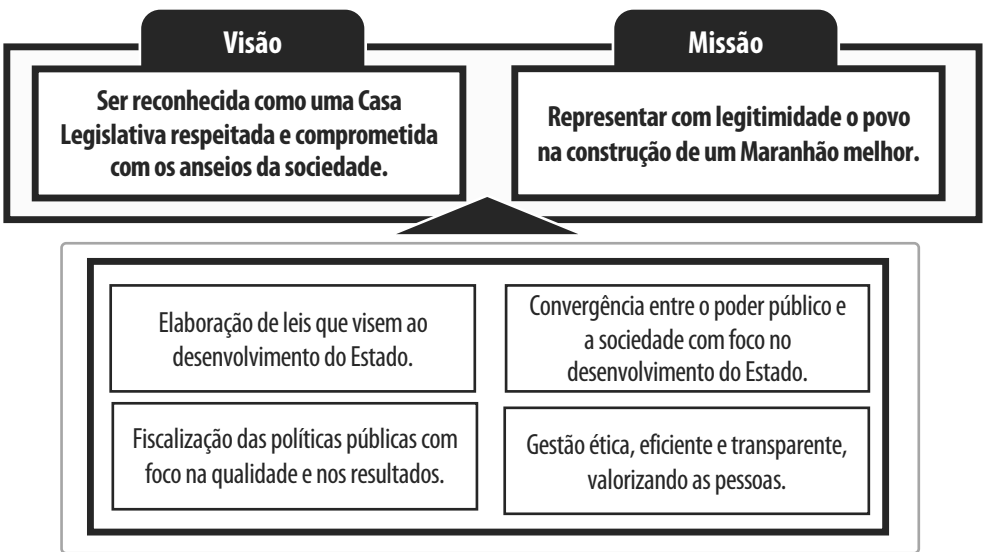 Visão
Ser reconhecida como uma Casa
Legislativa respeitada e comprometida
com os anseios da sociedade.
Missão
Representar com legitimidade o povo
na construção de um Maranhão melhor.
Elaboração de leis que visem ao
desenvolvimento do Estado.
Convergência entre o poder público e
a sociedade com foco no
desenvolvimento do Estado.
Fiscalização das políticas públicas com
foco na qualidade e nos resultados.
Gestão ética, eficiente e transparente,
valorizando as pessoas.